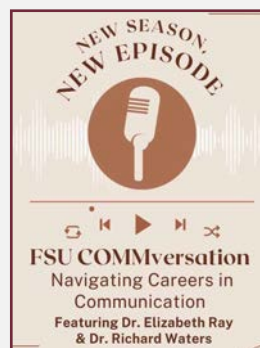 NEW SEASON,
NEW EPISODE
FSU COMMversation
Navigating Careers in
Communication
Featuring Dr. Elizabeth Ray
& Dr. Richard Waters